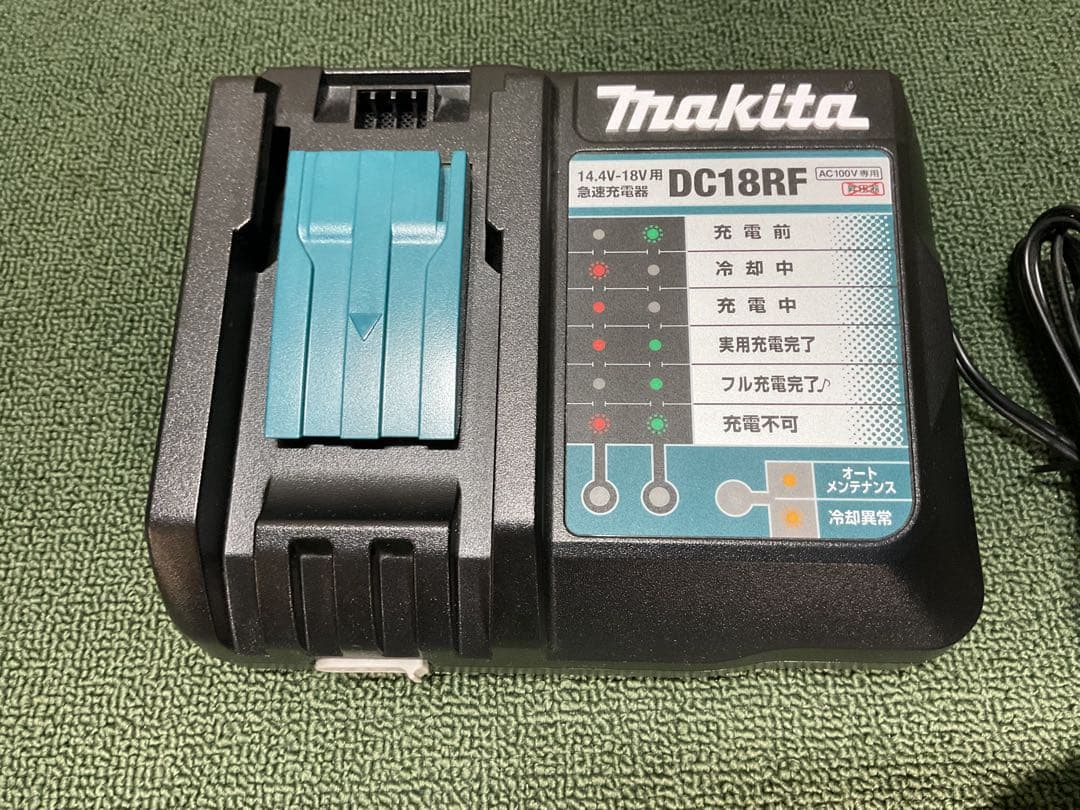 makita
14.4V-18V用
急速充電器
DC18RF
AC100V専用
昇圧器
充電前
冷却中
充電中
実用充電完了
フル充電完了♪
充電不可
オート
メンテナンス
冷却異常